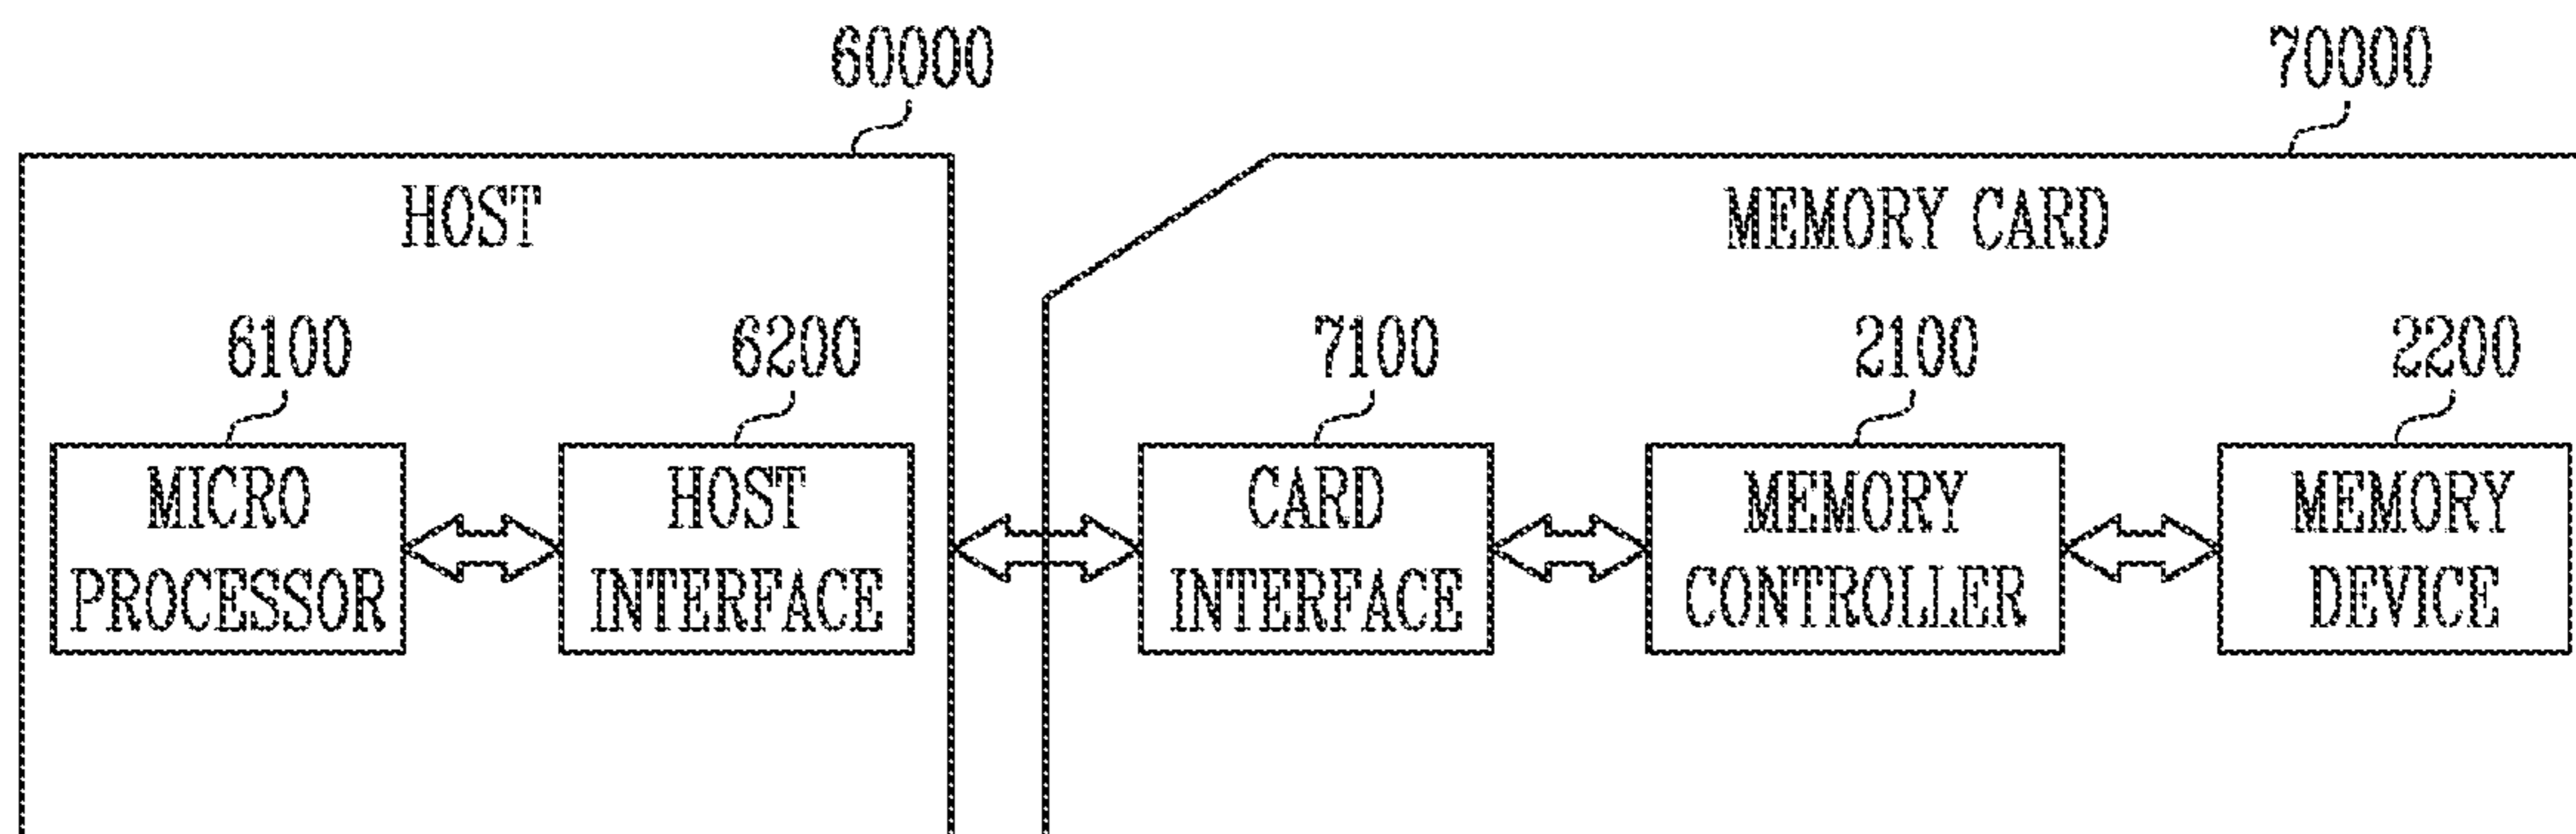 60000
70000
HOST
MEMORY CARD
6100
6200
7100
2100
2200
MICRO
PROCESSOR
HOST
INTERFACE
CARD
INTERFACE
MEMORY
CONTROLLER
MEMORY
DEVICE